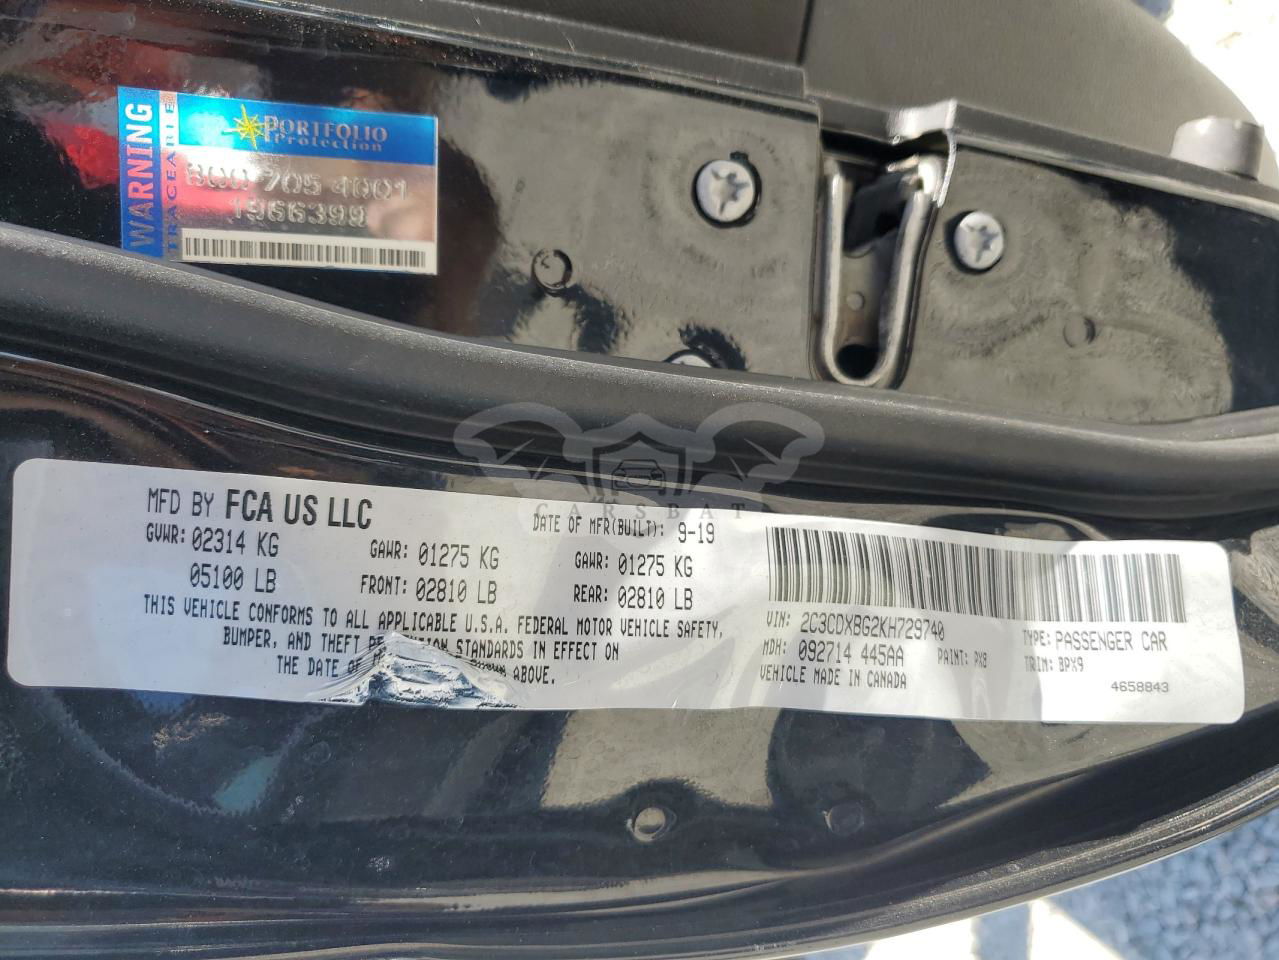 WARNING
TRACEABLE
PORTFOLIO
Protection
800 705 4001
1966399
CARSBAT
MFD BY FCA US LLC
DATE OF MFR(BUILT): 9-19
GVWR: 02314 KG
GAWR: 01275 KG
GAWR: 01275 KG
05100 LB
FRONT: 02810 LB
REAR: 02810 LB
THIS VEHICLE CONFORMS TO ALL APPLICABLE U.S.A. FEDERAL MOTOR VEHICLE SAFETY,
BUMPER, AND THEFT STANDARDS IN EFFECT ON
THE DATE OF ABOVE.
VIN: 2C3CDXBG2KH729740
TYPE: PASSENGER CAR
MDH: 092714 445AA
PAINT: PX8
TRIM: BPX9
VEHICLE MADE IN CANADA
4658843